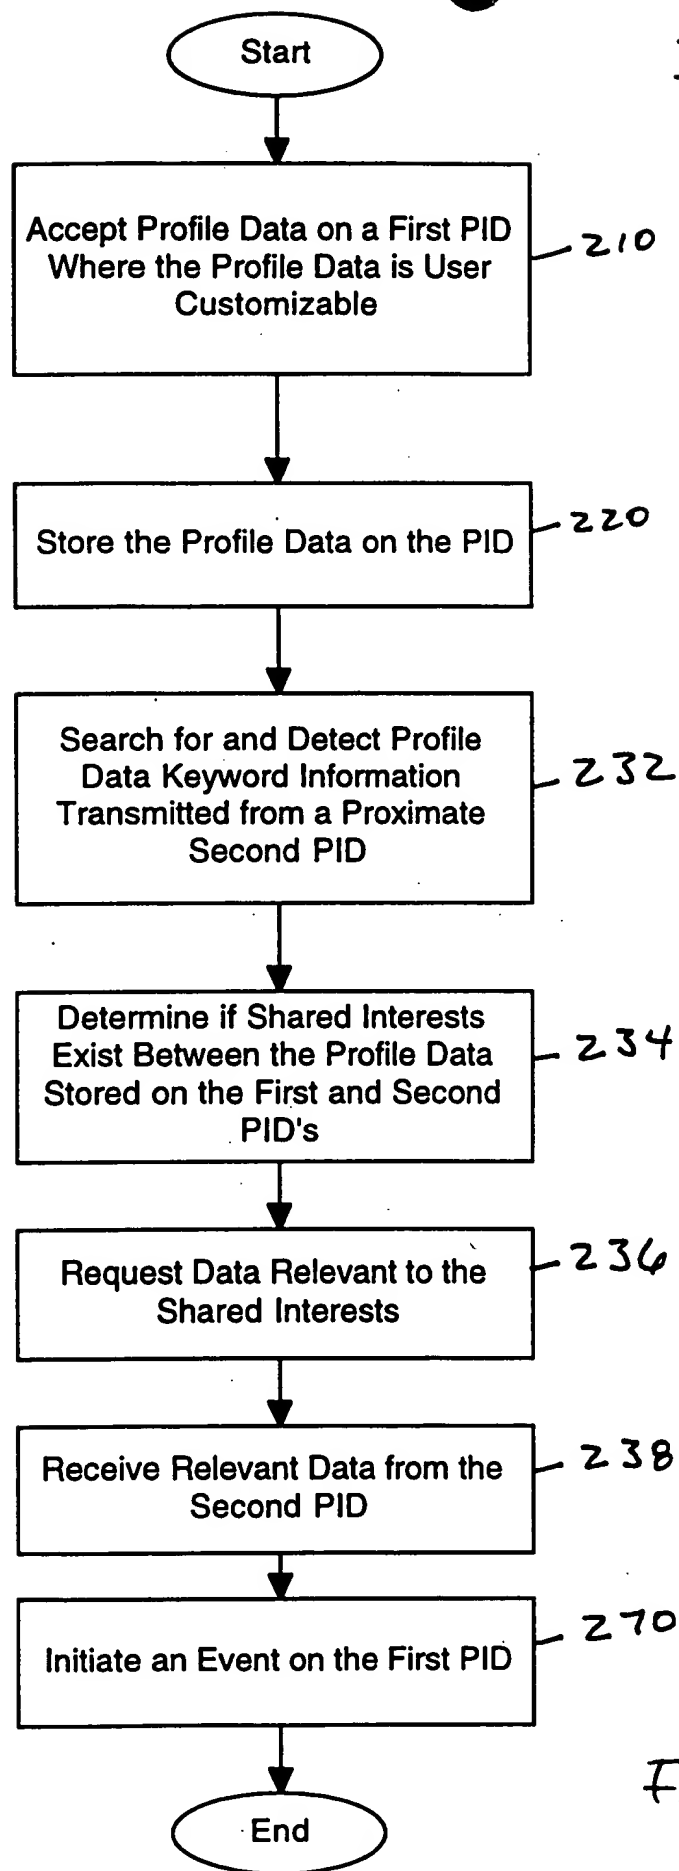 Start
Accept Profile Data on a First PID
Where the Profile Data is User
Customizable
210
Store the Profile Data on the PID
220
Search for and Detect Profile
Data Keyword Information
Transmitted from a Proximate
Second PID
232
Determine if Shared Interests
Exist Between the Profile Data
Stored on the First and Second
PID's
234
Request Data Relevant to the
Shared Interests
236
Receive Relevant Data from the
Second PID
238
Initiate an Event on the First PID
270
End